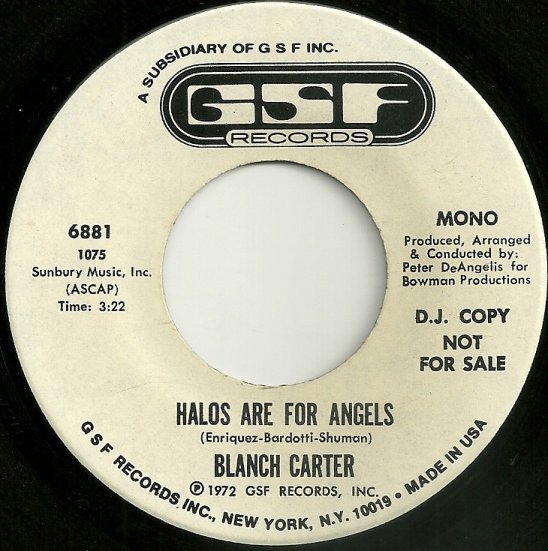 A SUBSIDIARY OF G S F INC.
GSF
RECORDS
6881
1075
Sunbury Music, Inc.
(ASCAP)
Time: 3:22
MONO
Produced, Arranged
& Conducted by:
Peter DeAngelis for
Bowman Productions
D.J. COPY
NOT
FOR SALE
HALOS ARE FOR ANGELS
(Enriquez-Bardotti-Shuman)
BLANCH CARTER
℗ 1972 GSF RECORDS, INC.
G S F RECORDS INC., NEW YORK, N.Y. 10019 • MADE IN USA